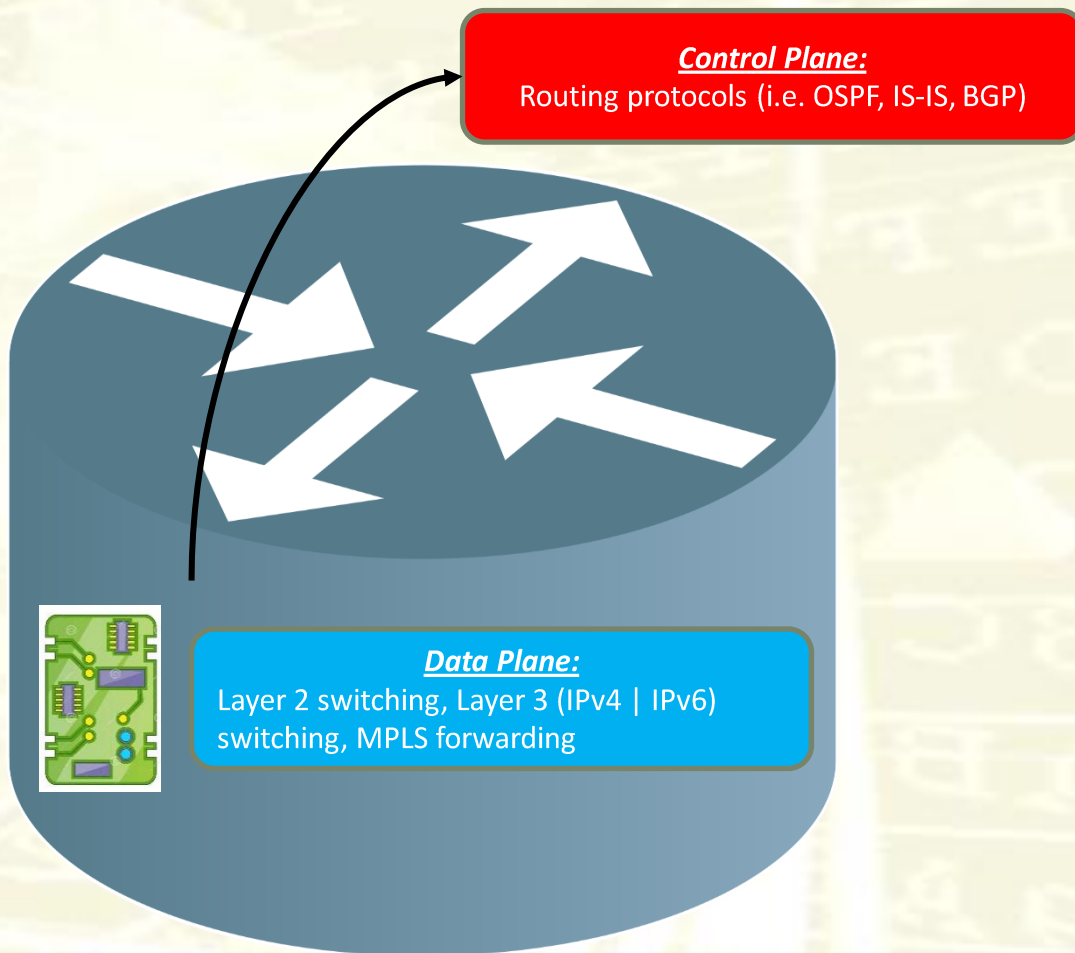 Control Plane:
Routing protocols (i.e. OSPF, IS-IS, BGP)
Data Plane:
Layer 2 switching, Layer 3 (IPv4 | IPv6)
switching, MPLS forwarding